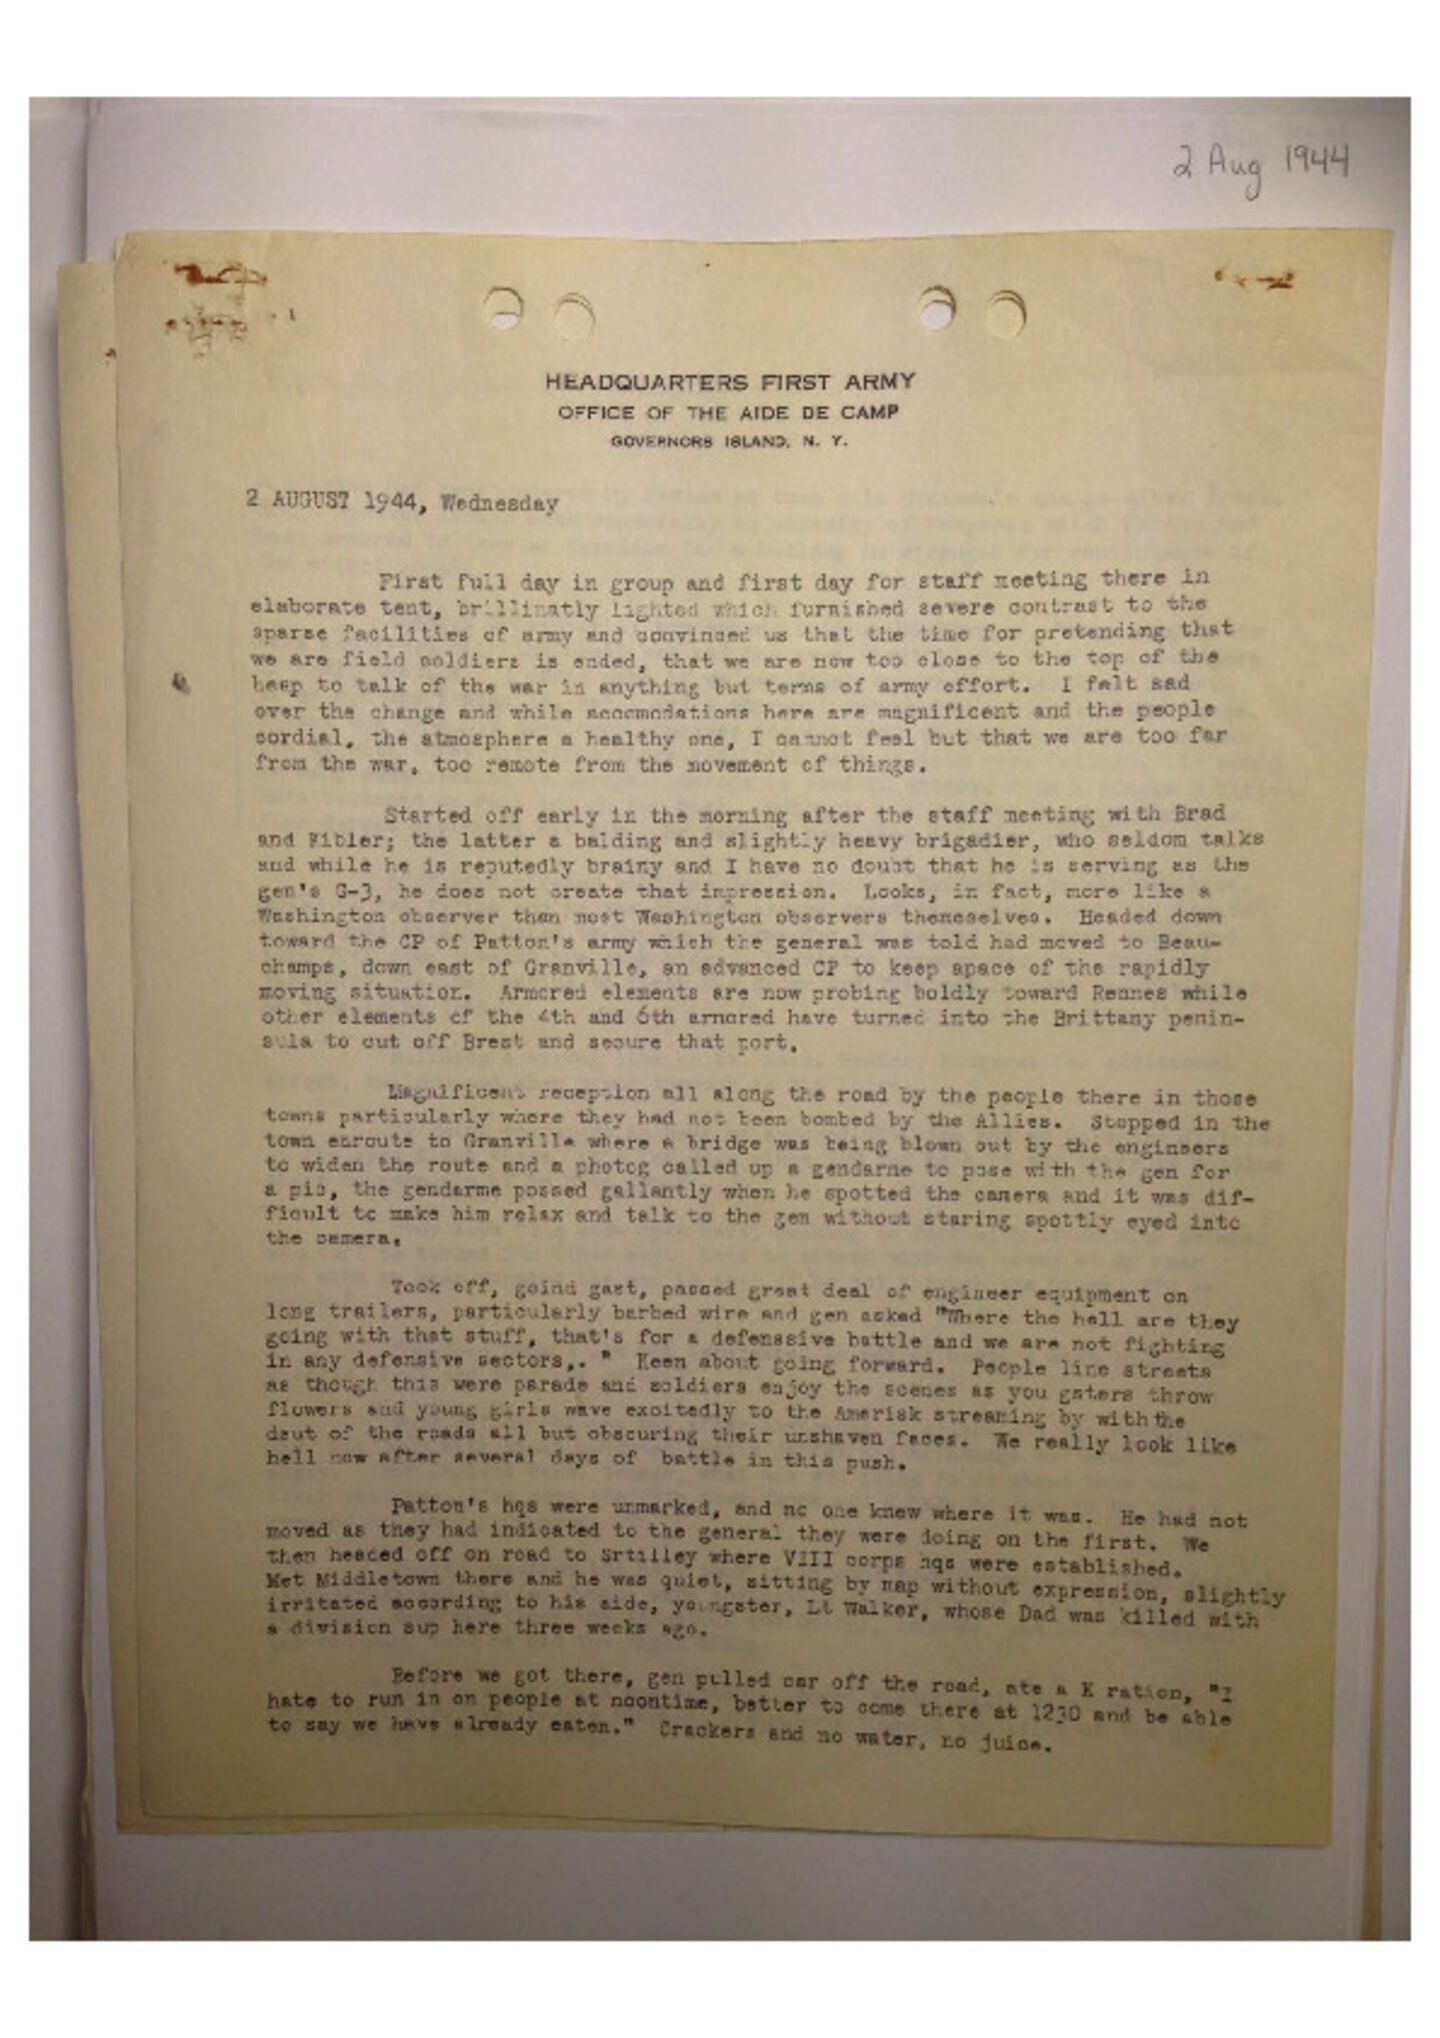 2 Aug 1944
HEADQUARTERS FIRST ARMY
OFFICE OF THE AIDE DE CAMP
GOVERNORS ISLAND, N. Y.
2 AUGUST 1944, Wednesday
First full day in group and first day for staff meeting there in
elaborate tent, brillinatly lighted which furnished severe contrast to the
sparse facilities of army and convinced us that the time for pretending that
we are field soldiers is ended, that we are now too close to the top of the
heap to talk of the war in anything but terms of army effort. I felt sad
over the change and while accomodations here are magnificent and the people
cordial, the atmosphere a healthy one, I cannot feel but that we are too far
from the war, too remote from the movement of things.
Started off early in the morning after the staff meeting with Brad
and Kibler; the latter a balding and slightly heavy brigadier, who seldom talks
and while he is reputedly brainy and I have no doubt that he is serving as the
gen's G-3, he does not create that impression. Looks, in fact, more like a
Washington observer than most Washington observers themeselves. Headed down
toward the CP of Patton's army which the general was told had moved to Beau-
champs, down east of Granville, an advanced CP to keep apace of the rapidly
moving situation. Armored elements are now probing boldly toward Rennes while
other elements of the 4th and 6th armored have turned into the Brittany penin-
sula to cut off Brest and secure that port.
Magnificent reception all along the road by the people there in those
towns particularly where they had not been bombed by the Allies. Stopped in the
town enroute to Granville where a bridge was being blown out by the engineers
to widen the route and a photog called up a gendarme to pose with the gen for
a pic, the gendarme possed gallantly when he spotted the camera and it was dif-
ficult to make him relax and talk to the gen without staring spottly eyed into
the camera.
Took off, goind gast, passed great deal of engineer equipment on
long trailers, particularly barbed wire and gen asked "Where the hell are they
going with that stuff, that's for a defenssive battle and we are not fighting
in any defensive sectors,. " Keen about going forward. People line streets
as though this were parade and soldiers enjoy the scenes as you gsters throw
flowers and young girls wave excitedly to the Amerisk streaming by with the
dsut of the roads all but obscuring their unshaven faces. We really look like
hell now after several days of battle in this push.
Patton's hqs were unmarked, and no one knew where it was. He had not
moved as they had indicated to the general they were doing on the first. We
then headed off on road to Srtilley where VIII corps hqs were established.
Met Middletown there and he was quiet, sitting by map without expression, slightly
irritated according to his aide, youngster, Lt Walker, whose Dad was killed with
a division sup here three weeks ago.
Before we got there, gen pulled car off the road, ate a K ration, "I
hate to run in on people at noontime, better to come there at 1230 and be able
to say we have already eaten." Crackers and no water, no juice.